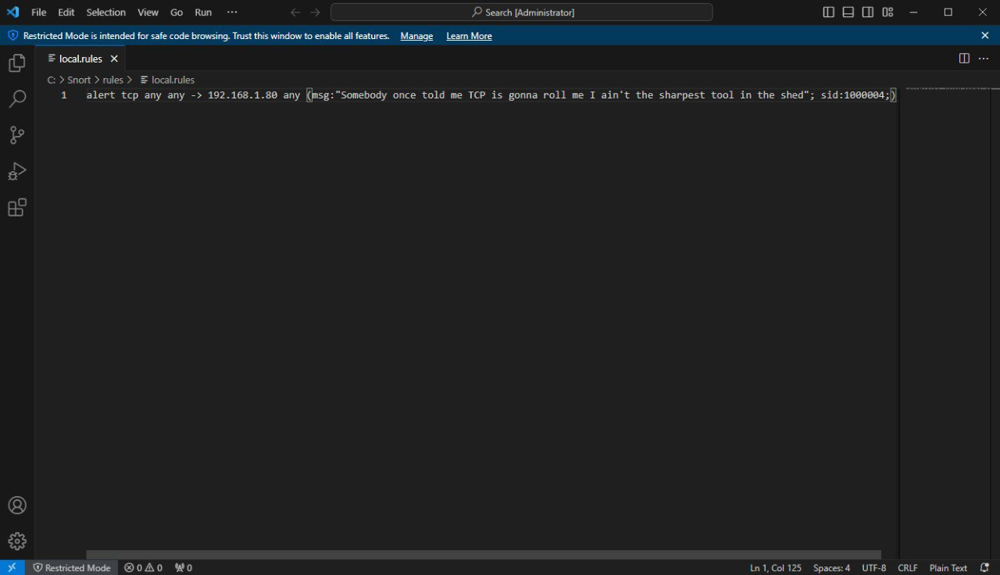 File Edit Selection View Go Run ··· Search [Administrator]
Restricted Mode is intended for safe code browsing. Trust this window to enable all features. Manage Learn More
local.rules
C: > Snort > rules > local.rules
1 alert tcp any any -> 192.168.1.80 any (msg:"Somebody once told me TCP is gonna roll me I ain't the sharpest tool in the shed"; sid:1000004;)
Restricted Mode 0 0 0 Ln 1, Col 125 Spaces: 4 UTF-8 CRLF Plain Text